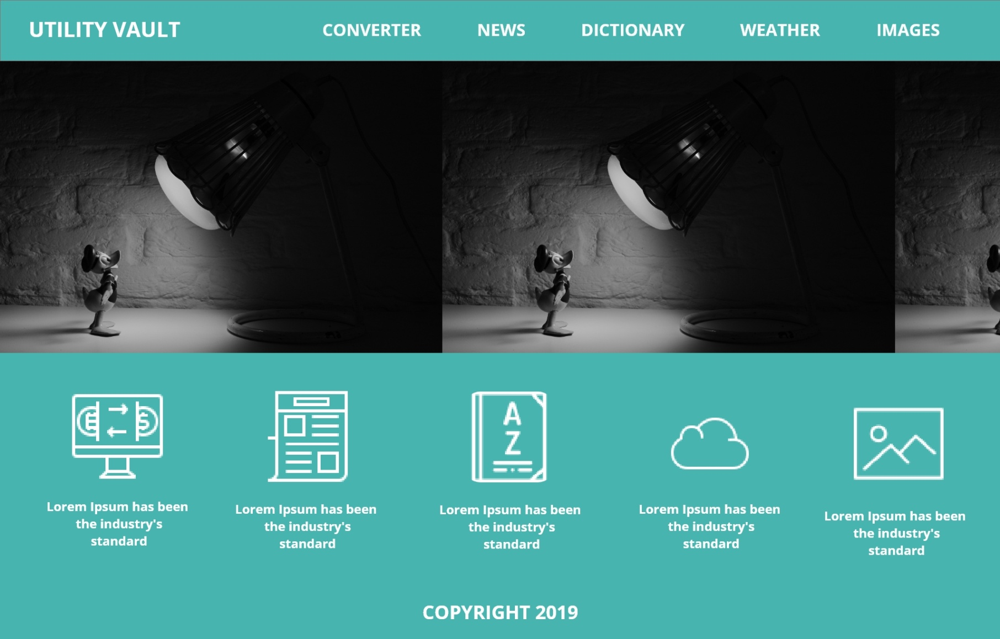 UTILITY VAULT
CONVERTER
NEWS
DICTIONARY
WEATHER
IMAGES
A
Z
Lorem Ipsum has been
the industry's
standard
Lorem Ipsum has been
the industry's
standard
Lorem Ipsum has been
the industry's
standard
Lorem Ipsum has been
the industry's
standard
Lorem Ipsum has been
the industry's
standard
COPYRIGHT 2019